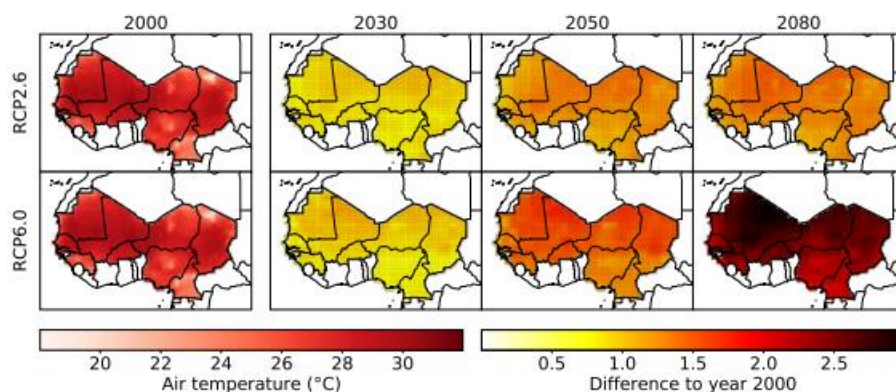 2000 2030 2050 2080
RCP2.6
RCP6.0
20 22 24 26 28 30
Air temperature (°C)
0.5 1.0 1.5 2.0 2.5
Difference to year 2000